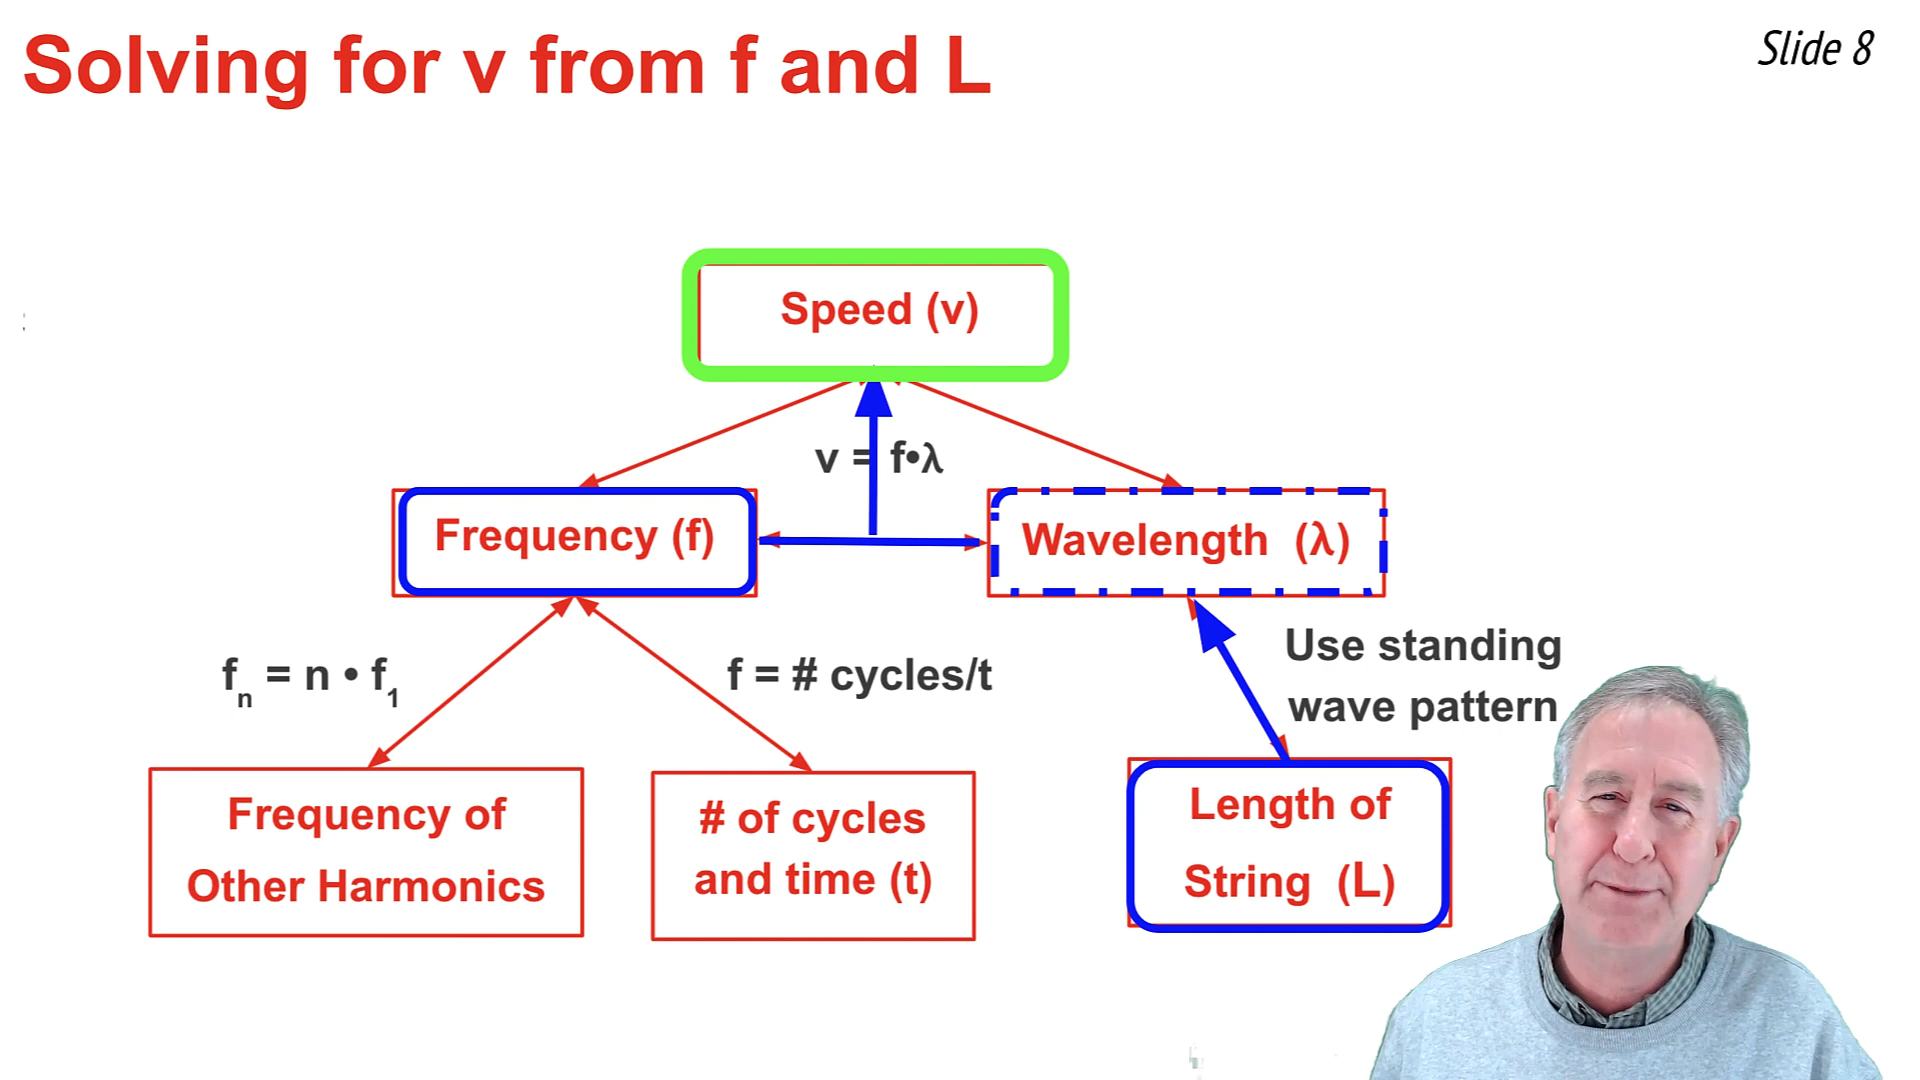 Solving for v from f and L
Slide 8
Speed (v)
v = f•λ
Frequency (f)
Wavelength (λ)
fn = n • f1
f = # cycles/t
Use standing
wave pattern
Frequency of
Other Harmonics
# of cycles
and time (t)
Length of
String (L)